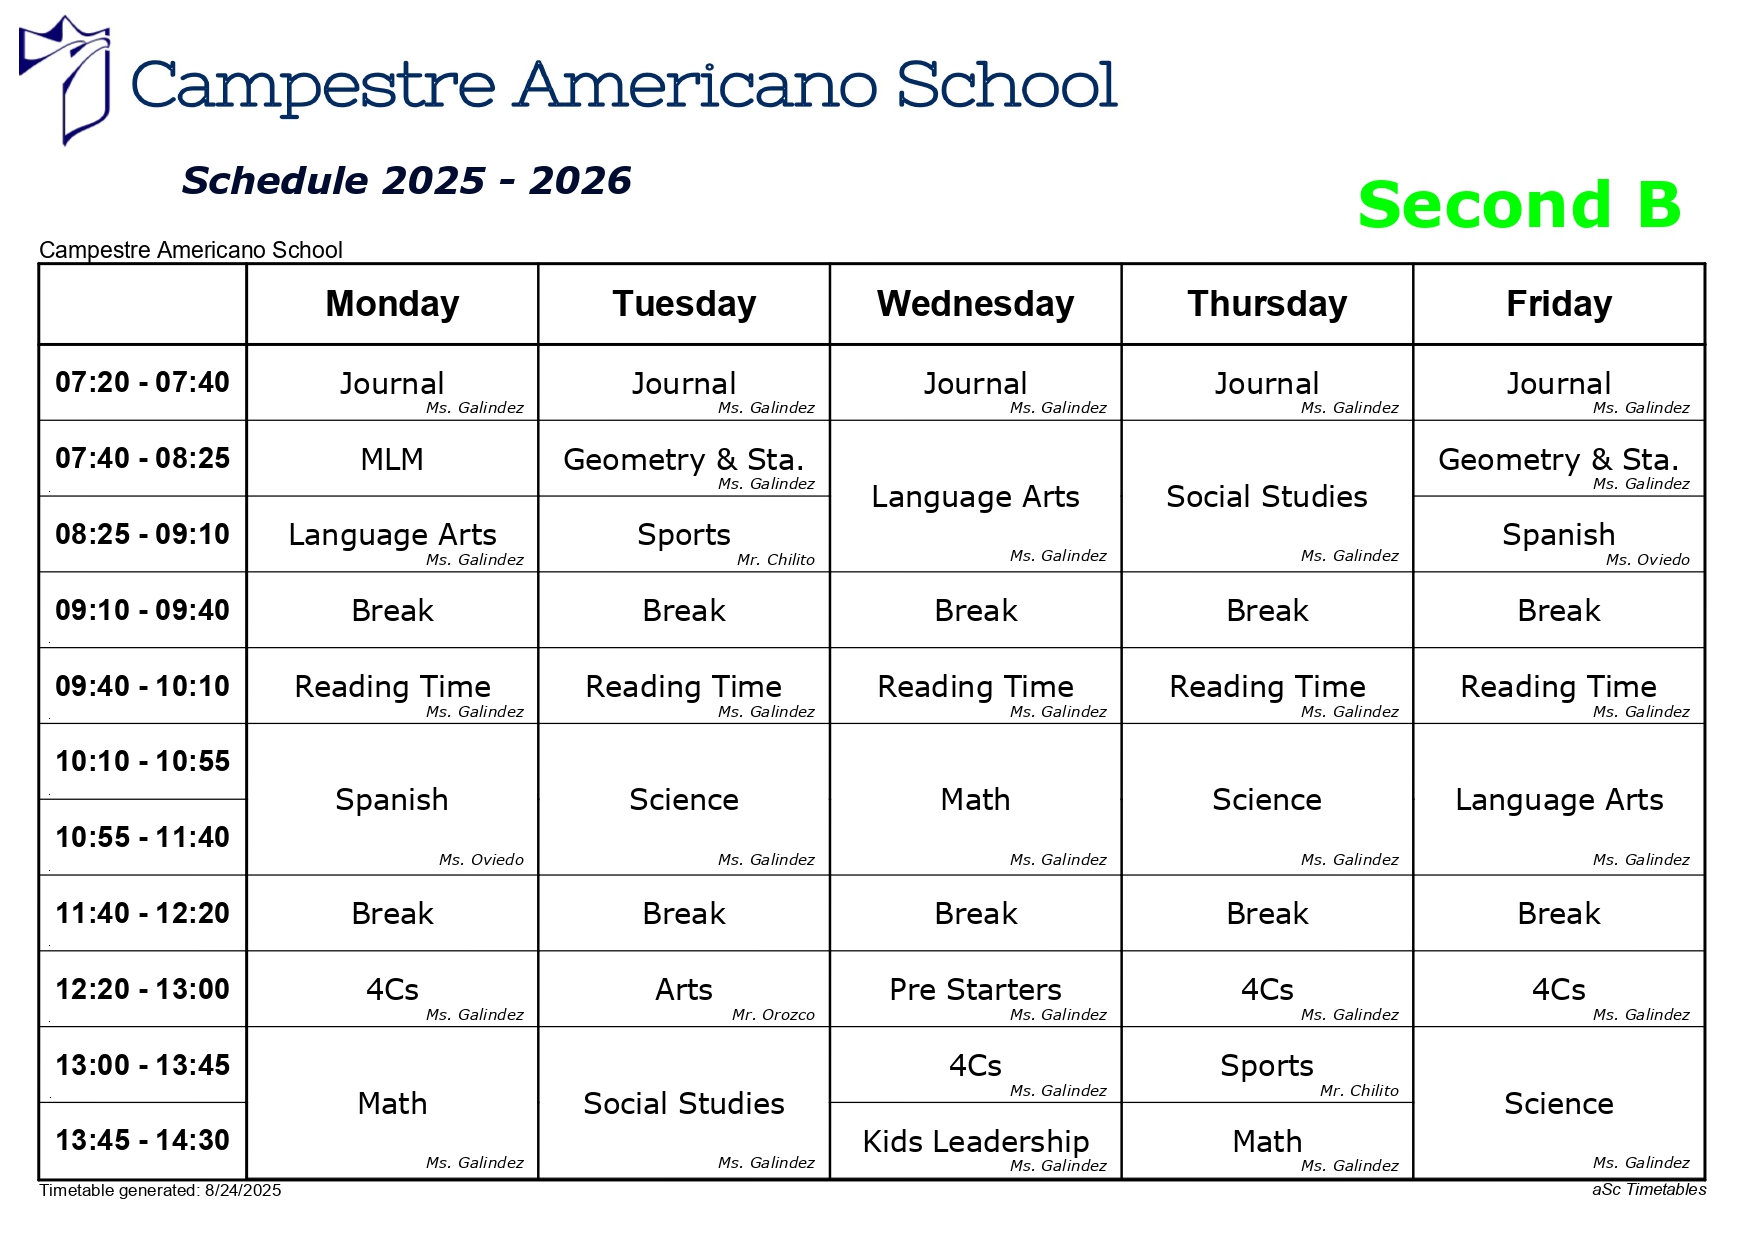 Campestre Americano School
Schedule 2025 - 2026
Second B
Campestre Americano School
Monday Tuesday Wednesday Thursday Friday
07:20 - 07:40 Journal Journal Journal Journal Journal
Ms. Galindez Ms. Galindez Ms. Galindez Ms. Galindez Ms. Galindez
07:40 - 08:25 MLM Geometry & Sta. Geometry & Sta.
Ms. Galindez Ms. Galindez
Language Arts Social Studies
08:25 - 09:10 Language Arts Sports Spanish
Ms. Galindez Mr. Chilito Ms. Galindez Ms. Galindez Ms. Oviedo
09:10 - 09:40 Break Break Break Break Break
09:40 - 10:10 Reading Time Reading Time Reading Time Reading Time Reading Time
Ms. Galindez Ms. Galindez Ms. Galindez Ms. Galindez Ms. Galindez
10:10 - 10:55
Spanish Science Math Science Language Arts
10:55 - 11:40
Ms. Oviedo Ms. Galindez Ms. Galindez Ms. Galindez Ms. Galindez
11:40 - 12:20 Break Break Break Break Break
12:20 - 13:00 4Cs Arts Pre Starters 4Cs 4Cs
Ms. Galindez Mr. Orozco Ms. Galindez Ms. Galindez Ms. Galindez
13:00 - 13:45 4Cs Sports
Ms. Galindez Mr. Chilito
Math Social Studies Science
13:45 - 14:30 Kids Leadership Math
Ms. Galindez Ms. Galindez Ms. Galindez Ms. Galindez Ms. Galindez
Timetable generated: 8/24/2025 aSc Timetables